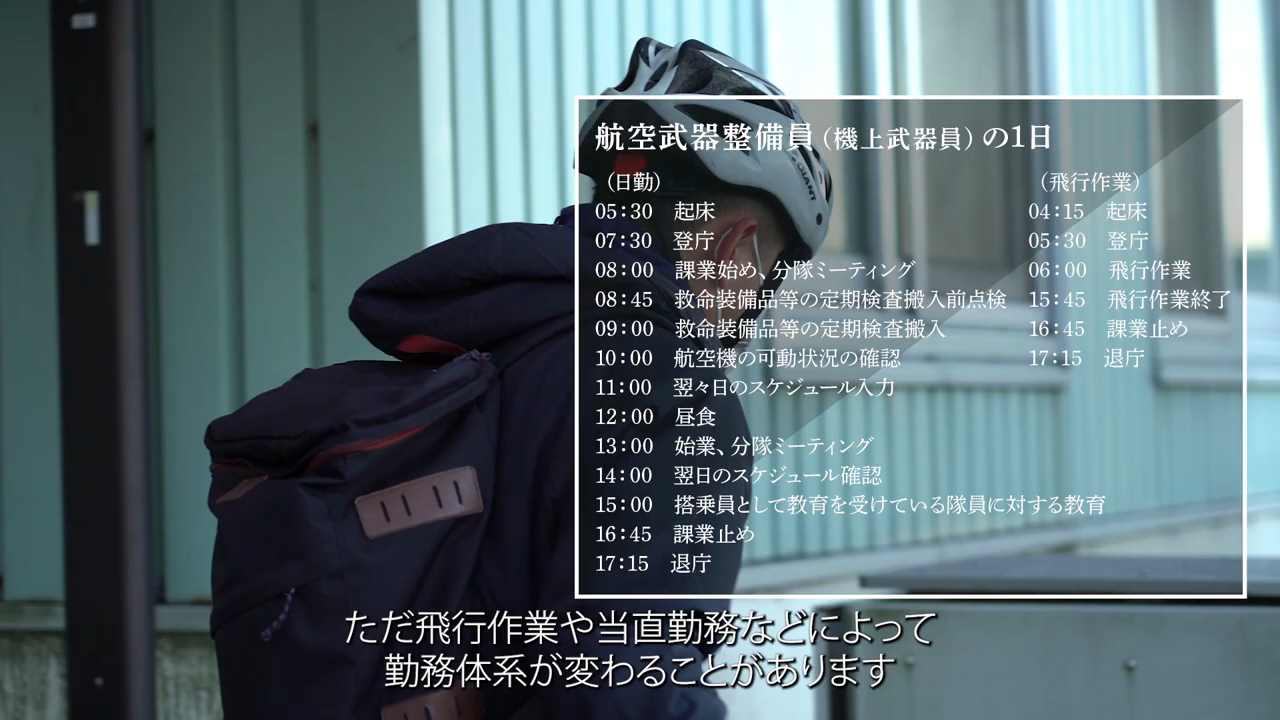 航空武器整備員（機上武器員）の1日
（日勤）
05：30 起床
07：30 登庁
08：00 課業始め、分隊ミーティング
08：45 救命装備品等の定期検査搬入前点検
09：00 救命装備品等の定期検査搬入
10：00 航空機の可動状況の確認
11：00 翌々日のスケジュール入力
12：00 昼食
13：00 始業、分隊ミーティング
14：00 翌日のスケジュール確認
15：00 搭乗員として教育を受けている隊員に対する教育
16：45 課業止め
17：15 退庁
（飛行作業）
04：15 起床
05：30 登庁
06：00 飛行作業
15：45 飛行作業終了
16：45 課業止め
17：15 退庁
GIANT
ただ飛行作業や当直勤務などによって
勤務体系が変わることがあります